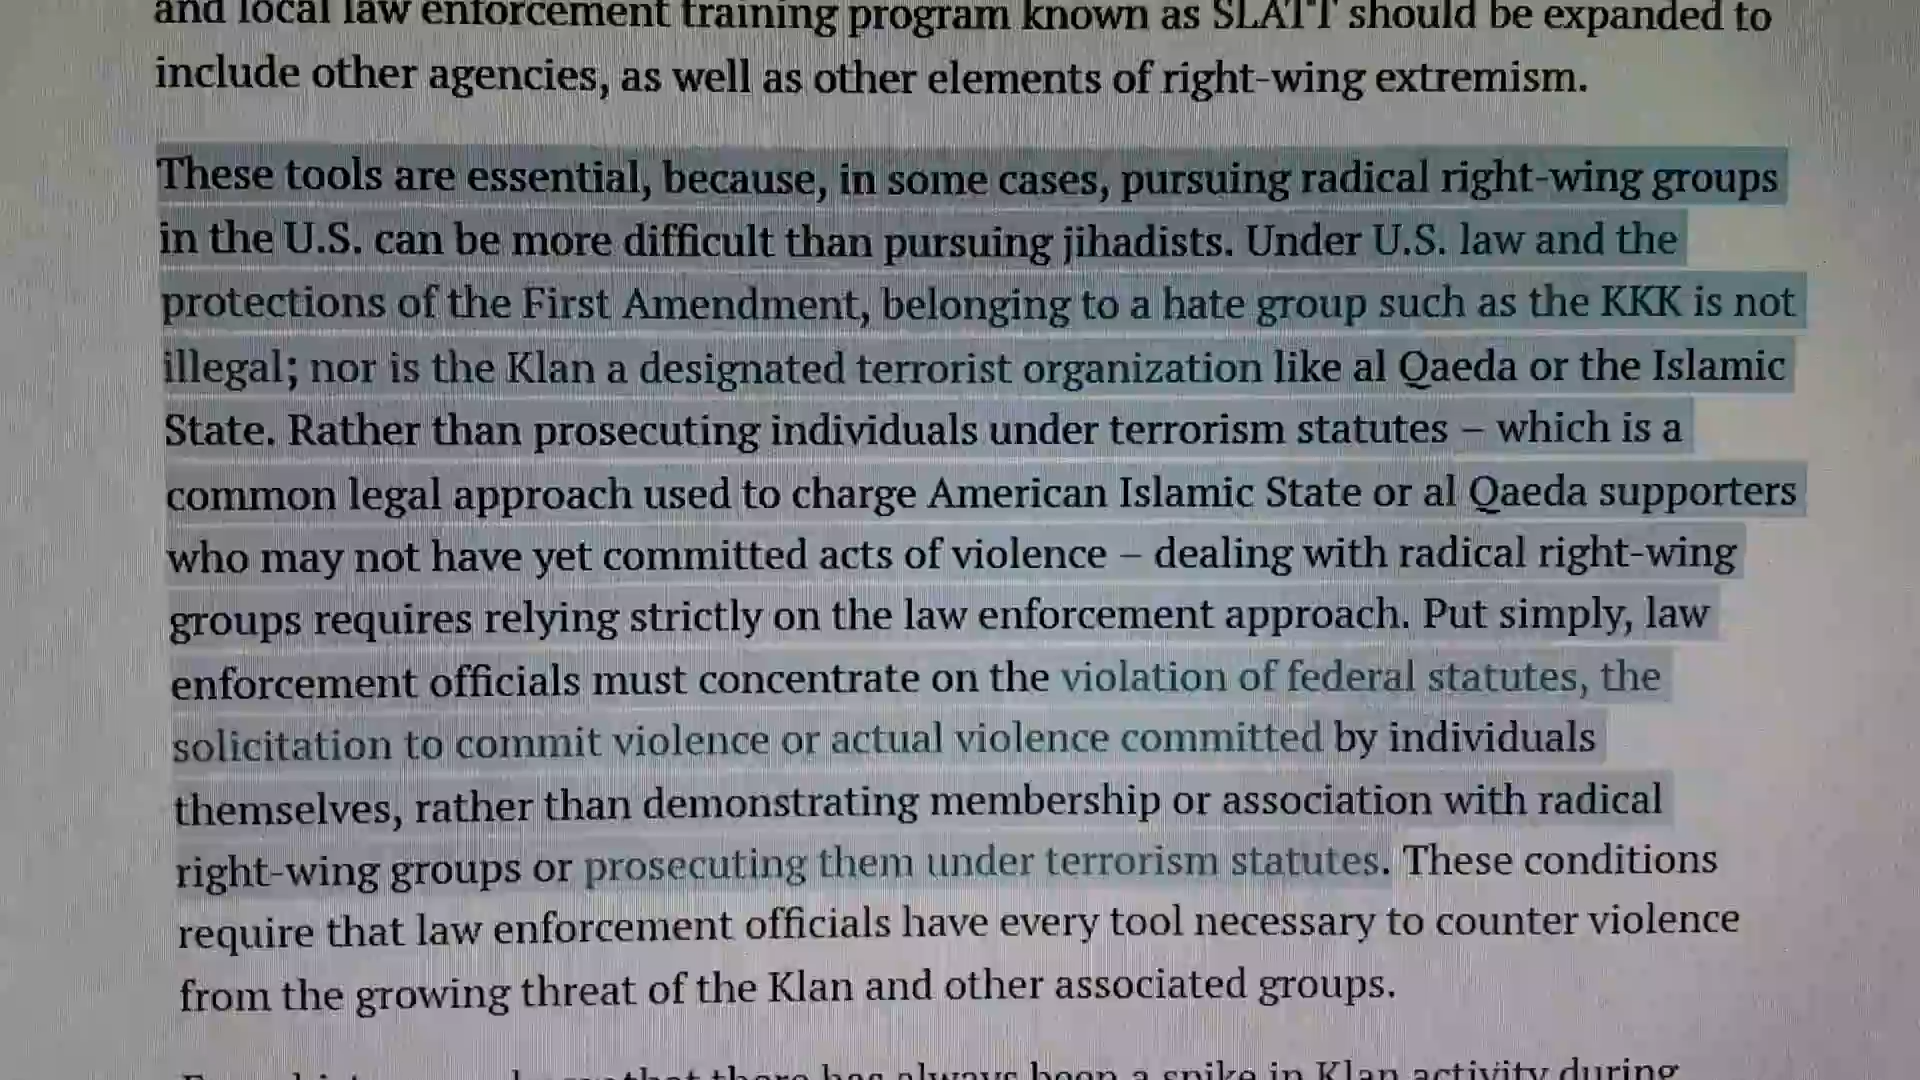 and local law enforcement training program known as SLATT should be expanded to
include other agencies, as well as other elements of right-wing extremism.
These tools are essential, because, in some cases, pursuing radical right-wing groups
in the U.S. can be more difficult than pursuing jihadists. Under U.S. law and the
protections of the First Amendment, belonging to a hate group such as the KKK is not
illegal; nor is the Klan a designated terrorist organization like al Qaeda or the Islamic
State. Rather than prosecuting individuals under terrorism statutes – which is a
common legal approach used to charge American Islamic State or al Qaeda supporters
who may not have yet committed acts of violence – dealing with radical right-wing
groups requires relying strictly on the law enforcement approach. Put simply, law
enforcement officials must concentrate on the violation of federal statutes, the
solicitation to commit violence or actual violence committed by individuals
themselves, rather than demonstrating membership or association with radical
right-wing groups or prosecuting them under terrorism statutes. These conditions
require that law enforcement officials have every tool necessary to counter violence
from the growing threat of the Klan and other associated groups.
that there has always been a spike in Klan activity during